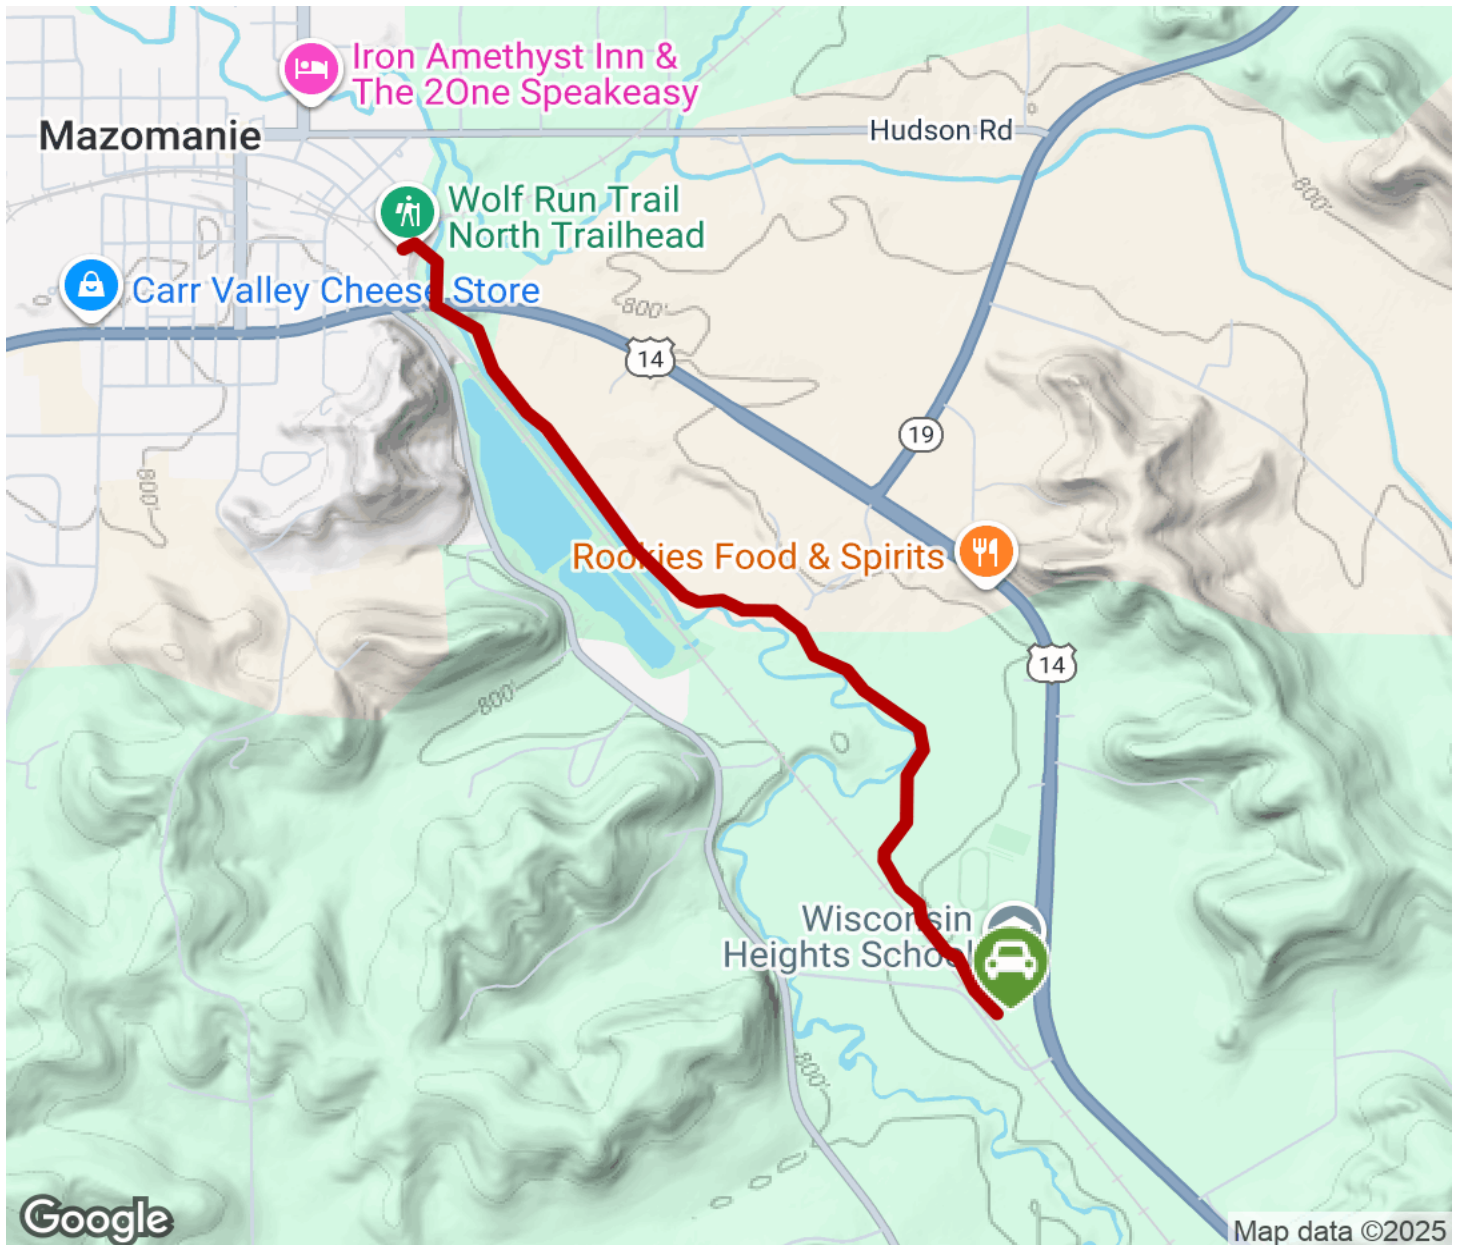 Iron Amethyst Inn &
The 2One Speakeasy
Mazomanie
Hudson Rd
800'
Wolf Run Trail
North Trailhead
Carr Valley Cheese Store
800'
14
19
800'
Rookies Food & Spirits
14
800'
Wisconsin
Heights School
800'
Google
Map data ©2025